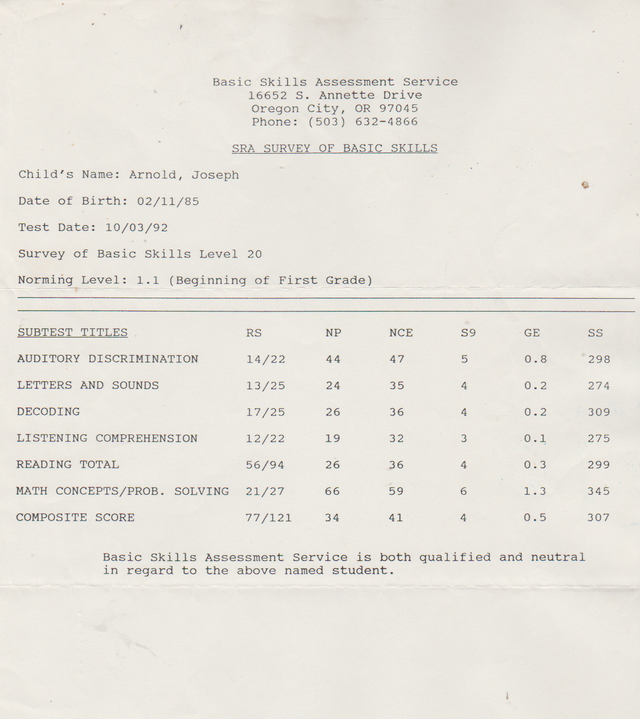 Basic Skills Assessment Service
16652 S. Annette Drive
Oregon City, OR 97045
Phone: (503) 632-4866
SRA SURVEY OF BASIC SKILLS
Child's Name: Arnold, Joseph
Date of Birth: 02/11/85
Test Date: 10/03/92
Survey of Basic Skills Level 20
Norming Level: 1.1 (Beginning of First Grade)
SUBTEST TITLES RS NP NCE S9 GE SS
AUDITORY DISCRIMINATION 14/22 44 47 5 0.8 298
LETTERS AND SOUNDS 13/25 24 35 4 0.2 274
DECODING 17/25 26 36 4 0.2 309
LISTENING COMPREHENSION 12/22 19 32 3 0.1 275
READING TOTAL 56/94 26 36 4 0.3 299
MATH CONCEPTS/PROB. SOLVING 21/27 66 59 6 1.3 345
COMPOSITE SCORE 77/121 34 41 4 0.5 307
Basic Skills Assessment Service is both qualified and neutral
in regard to the above named student.